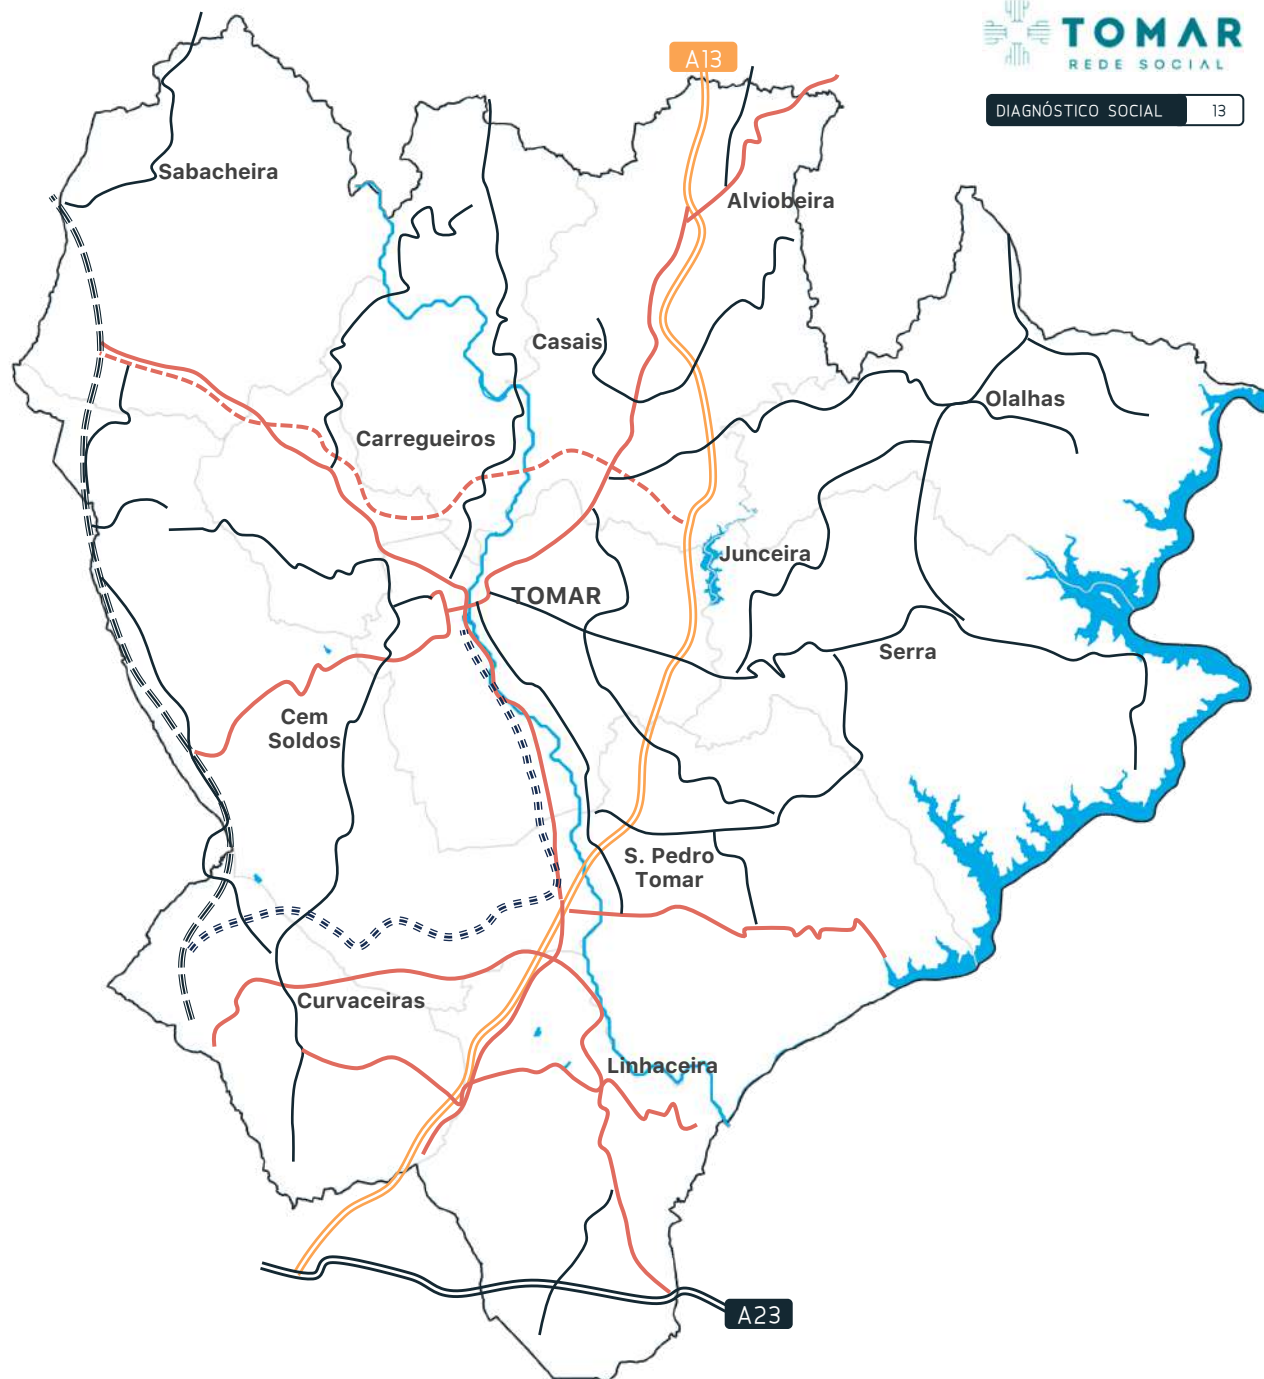 TOMAR
REDE SOCIAL
DIAGNÓSTICO SOCIAL 13
A13
Sabacheira
Alviobeira
Casais
Olalhas
Carregueiros
Junceira
TOMAR
Serra
Cem
Soldos
S. Pedro
Tomar
Curvaceiras
Linhaceira
A23